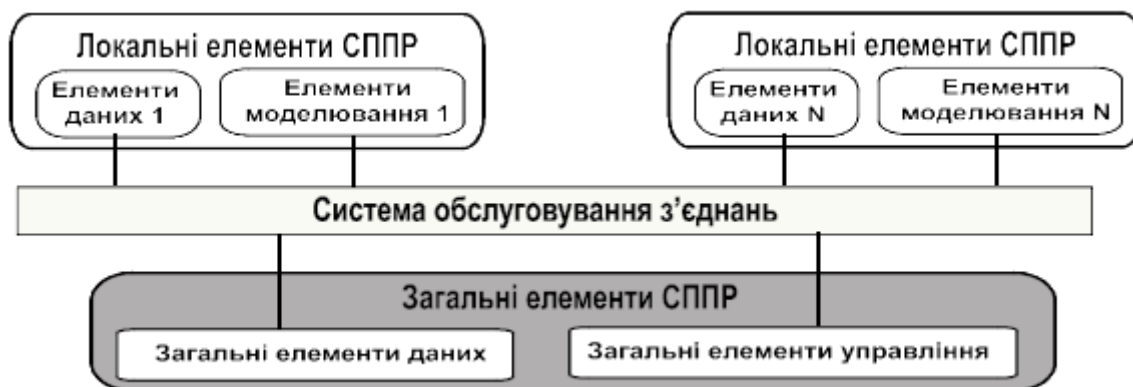 Локальні елементи СППР
Елементи
даних 1
Елементи
моделювання 1
Локальні елементи СППР
Елементи
даних N
Елементи
моделювання N
Система обслуговування з’єднань
Загальні елементи СППР
Загальні елементи даних
Загальні елементи управління